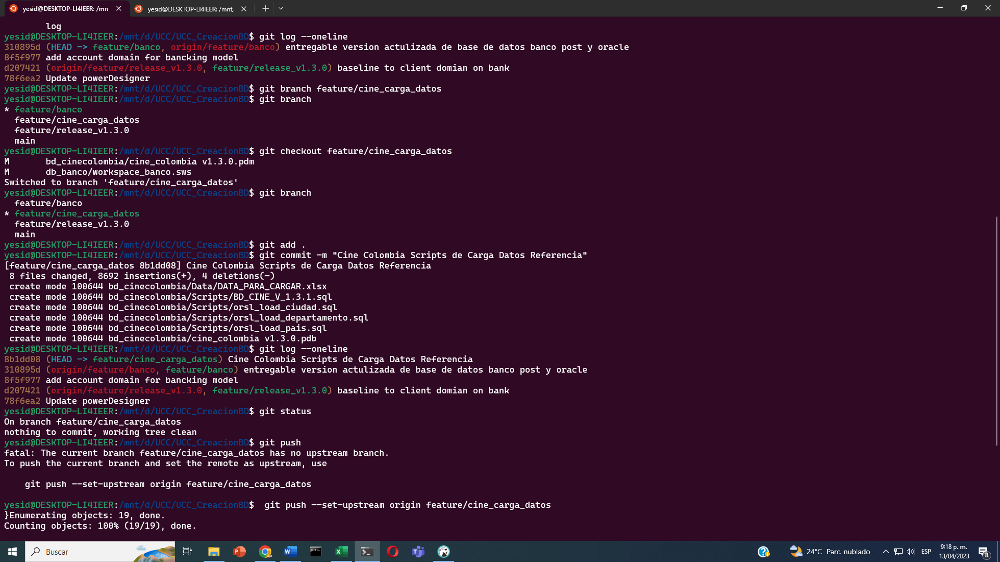 yesid@DESKTOP-LI4IEER: /mn
yesid@DESKTOP-LI4IEER: /mnt,
        log
yesid@DESKTOP-LI4IEER:/mnt/d/UCC/UCC_CreacionBD$ git log --oneline
310895d (HEAD -> feature/banco, origin/feature/banco) entregable version actulizada de base de datos banco post y oracle
8f5f977 add account domain for bancking model
d207421 (origin/feature/release_v1.3.0, feature/release_v1.3.0) baseline to client domian on bank
78f6ea2 Update powerDesigner
yesid@DESKTOP-LI4IEER:/mnt/d/UCC/UCC_CreacionBD$ git branch feature/cine_carga_datos
yesid@DESKTOP-LI4IEER:/mnt/d/UCC/UCC_CreacionBD$ git branch
* feature/banco
  feature/cine_carga_datos
  feature/release_v1.3.0
  main
yesid@DESKTOP-LI4IEER:/mnt/d/UCC/UCC_CreacionBD$ git checkout feature/cine_carga_datos
M       bd_cinecolombia/cine_colombia v1.3.0.pdm
M       db_banco/workspace_banco.sws
Switched to branch 'feature/cine_carga_datos'
yesid@DESKTOP-LI4IEER:/mnt/d/UCC/UCC_CreacionBD$ git branch
  feature/banco
* feature/cine_carga_datos
  feature/release_v1.3.0
  main
yesid@DESKTOP-LI4IEER:/mnt/d/UCC/UCC_CreacionBD$ git add .
yesid@DESKTOP-LI4IEER:/mnt/d/UCC/UCC_CreacionBD$ git commit -m "Cine Colombia Scripts de Carga Datos Referencia"
[feature/cine_carga_datos 8b1dd08] Cine Colombia Scripts de Carga Datos Referencia
 8 files changed, 8692 insertions(+), 4 deletions(-)
 create mode 100644 bd_cinecolombia/Data/DATA_PARA_CARGAR.xlsx
 create mode 100644 bd_cinecolombia/Scripts/BD_CINE_V_1.3.1.sql
 create mode 100644 bd_cinecolombia/Scripts/orsl_load_ciudad.sql
 create mode 100644 bd_cinecolombia/Scripts/orsl_load_departamento.sql
 create mode 100644 bd_cinecolombia/Scripts/orsl_load_pais.sql
 create mode 100644 bd_cinecolombia/cine_colombia v1.3.0.pdb
yesid@DESKTOP-LI4IEER:/mnt/d/UCC/UCC_CreacionBD$ git log --oneline
8b1dd08 (HEAD -> feature/cine_carga_datos) Cine Colombia Scripts de Carga Datos Referencia
310895d (origin/feature/banco, feature/banco) entregable version actulizada de base de datos banco post y oracle
8f5f977 add account domain for bancking model
d207421 (origin/feature/release_v1.3.0, feature/release_v1.3.0) baseline to client domian on bank
78f6ea2 Update powerDesigner
yesid@DESKTOP-LI4IEER:/mnt/d/UCC/UCC_CreacionBD$ git status
On branch feature/cine_carga_datos
nothing to commit, working tree clean
yesid@DESKTOP-LI4IEER:/mnt/d/UCC/UCC_CreacionBD$ git push
fatal: The current branch feature/cine_carga_datos has no upstream branch.
To push the current branch and set the remote as upstream, use

    git push --set-upstream origin feature/cine_carga_datos

yesid@DESKTOP-LI4IEER:/mnt/d/UCC/UCC_CreacionBD$  git push --set-upstream origin feature/cine_carga_datos
}Enumerating objects: 19, done.
Counting objects: 100% (19/19), done.
Buscar
24°C Parc. nublado
ESP
9:18 p. m.
13/04/2023
8